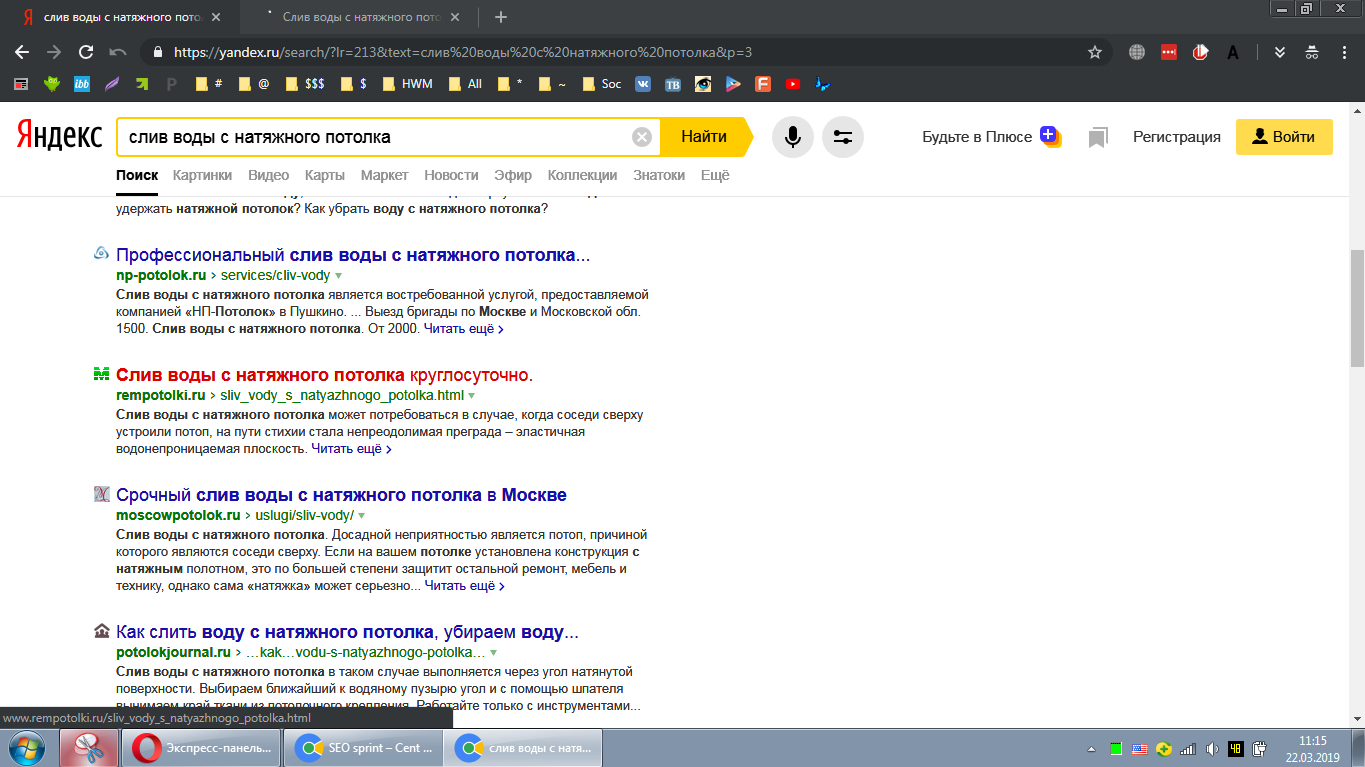 слив воды с натяжного пото
Слив воды с натяжного пото
https://yandex.ru/search/?lr=213&text=слив%20воды%20с%20натяжного%20потолка&p=3
ibb
P
#
@
$$$
$
HWM
All
*
~
Soc
Яндекс
слив воды с натяжного потолка
Найти
Будьте в Плюсе
Регистрация
Войти
Поиск Картинки Видео Карты Маркет Новости Эфир Коллекции Знатоки Ещё
удержать натяжной потолок? Как убрать воду с натяжного потолка?
Профессиональный слив воды с натяжного потолка...
np-potolok.ru › services/cliv-vody
Слив воды с натяжного потолка является востребованной услугой, предоставляемой
компанией «НП-Потолок» в Пушкино. ... Выезд бригады по Москве и Московской обл.
1500. Слив воды с натяжного потолка. От 2000. Читать ещё ›
Слив воды с натяжного потолка круглосуточно.
rempotolki.ru › sliv_vody_s_natyazhnogo_potolka.html
Слив воды с натяжного потолка может потребоваться в случае, когда соседи сверху
устроили потоп, на пути стихии стала непреодолимая преграда – эластичная
водонепроницаемая плоскость. Читать ещё ›
Срочный слив воды с натяжного потолка в Москве
moscowpotolok.ru › uslugi/sliv-vody/
Слив воды с натяжного потолка. Досадной неприятностью является потоп, причиной
которого являются соседи сверху. Если на вашем потолке установлена конструкция с
натяжным полотном, это по большей степени защитит остальной ремонт, мебель и
технику, однако сама «натяжка» может серьезно... Читать ещё ›
Как слить воду с натяжного потолка, убираем воду...
potolokjournal.ru › ...kak...vodu-s-natyazhnogo-potolka...
Слив воды с натяжного потолка в таком случае выполняется через угол натянутой
поверхности. Выбираем ближайший к водяному пузырю угол и с помощью шпателя
вынимаем край ткани из потолочного крепления. Работайте только с инструментами...
www.rempotolki.ru/sliv_vody_s_natyazhnogo_potolka.html
Экспресс-панель...
SEO sprint – Cent ...
слив воды с натя...
48
11:15
22.03.2019